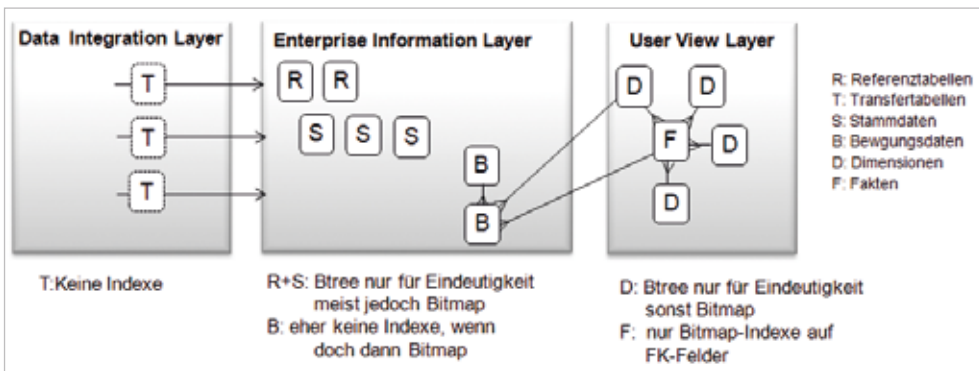 Data Integration Layer
T
T
T
T:Keine Indexe
Enterprise Information Layer
R R
S S S
B
B
R+S: Btree nur für Eindeutigkeit
meist jedoch Bitmap
B: eher keine Indexe, wenn
doch dann Bitmap
User View Layer
D D
F D
D
D: Btree nur für Eindeutigkeit
sonst Bitmap
F: nur Bitmap-Indexe auf
FK-Felder
R: Referenztabellen
T: Transfertabellen
S: Stammdaten
B: Bewgungsdaten
D: Dimensionen
F: Fakten